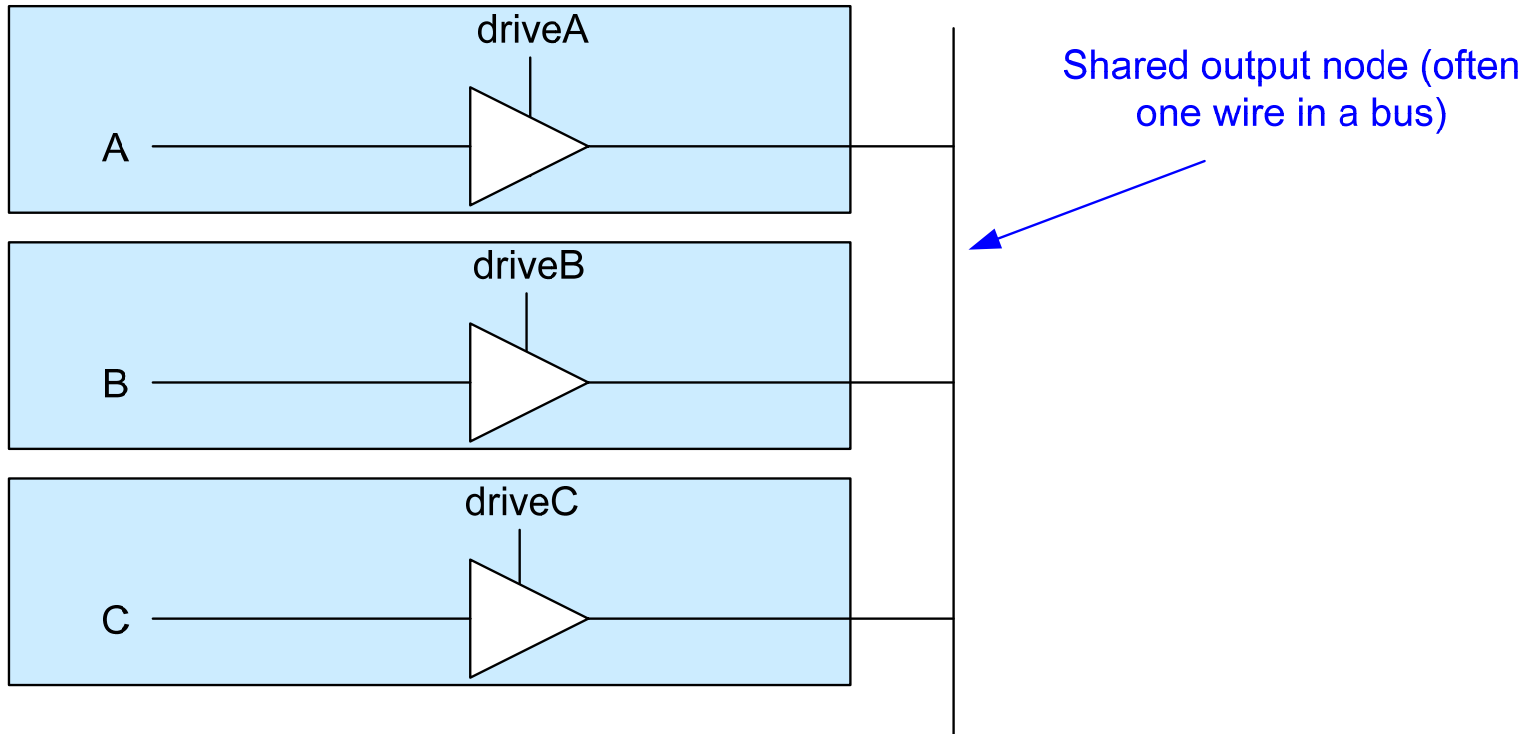 driveA
Shared output node (often
one wire in a bus)
A
driveB
B
driveC
C